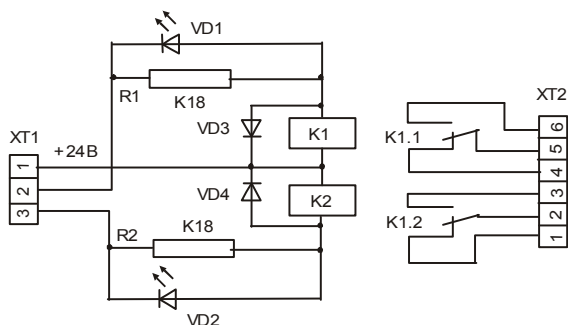 VD1
R1
K18
XT1
+24В
VD3
K1
1
2
3
VD4
K2
R2
K18
VD2
XT2
K1.1
6
5
4
K1.2
3
2
1